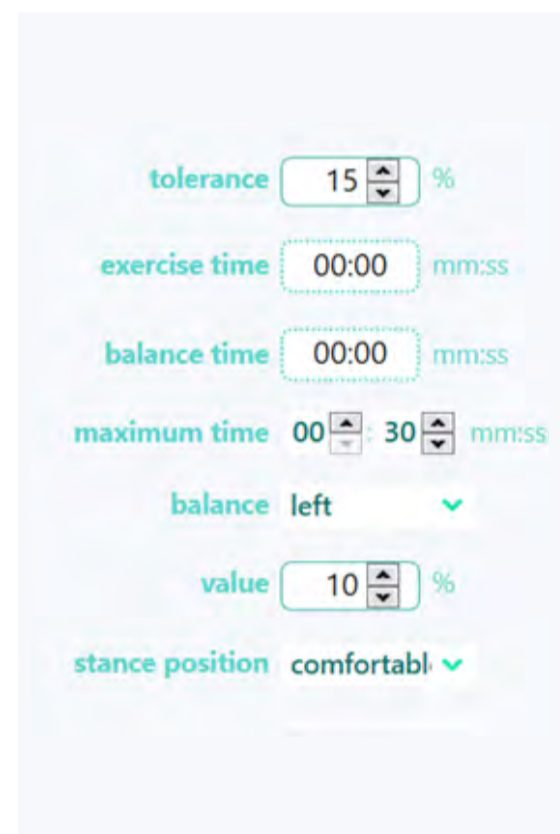 tolerance 15 %
exercise time 00:00 mm:ss
balance time 00:00 mm:ss
maximum time 00 : 30 mm:ss
balance left
value 10 %
stance position comfortabl